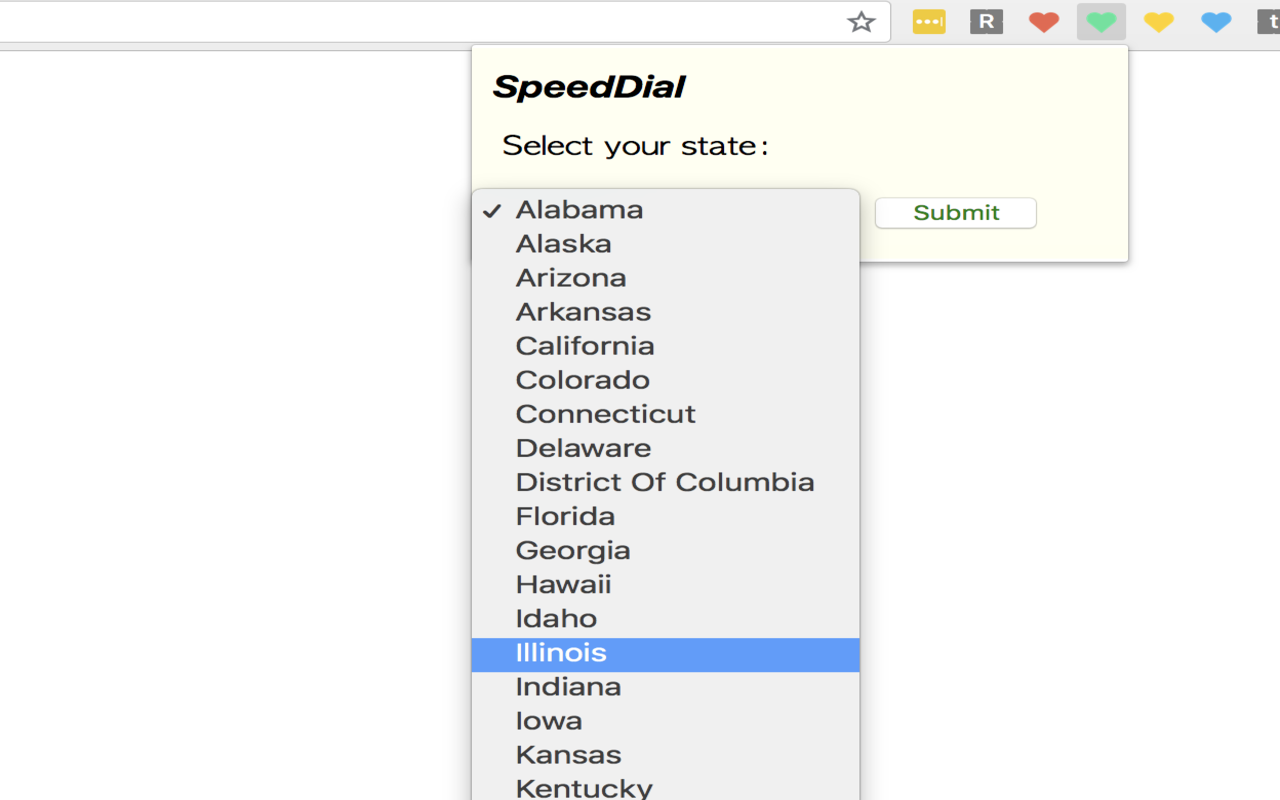 R
t
SpeedDial
Select your state:
✓ Alabama
Submit
Alaska
Arizona
Arkansas
California
Colorado
Connecticut
Delaware
District Of Columbia
Florida
Georgia
Hawaii
Idaho
Illinois
Indiana
Iowa
Kansas
Kentucky